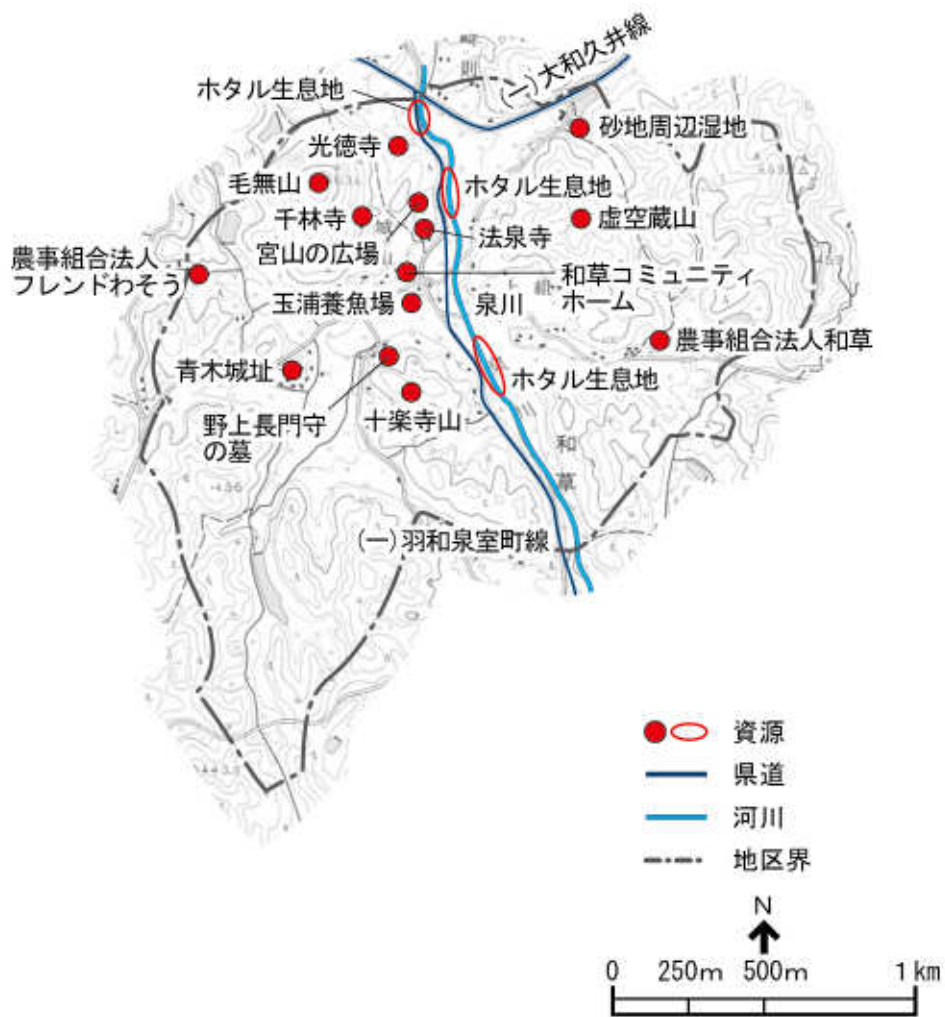 (一)大和久井線
ホタル生息地
砂地周辺湿地
光徳寺
毛無山
ホタル生息地
千林寺
虚空蔵山
法泉寺
宮山の広場
農事組合法人
フレンドわそう
和草コミュニティ
ホーム
玉浦養魚場
泉川
農事組合法人和草
青木城址
ホタル生息地
野上長門守
の墓
十楽寺山
和草
(一)羽和泉室町線
資源
県道
河川
地区界
N
0 250m 500m 1km